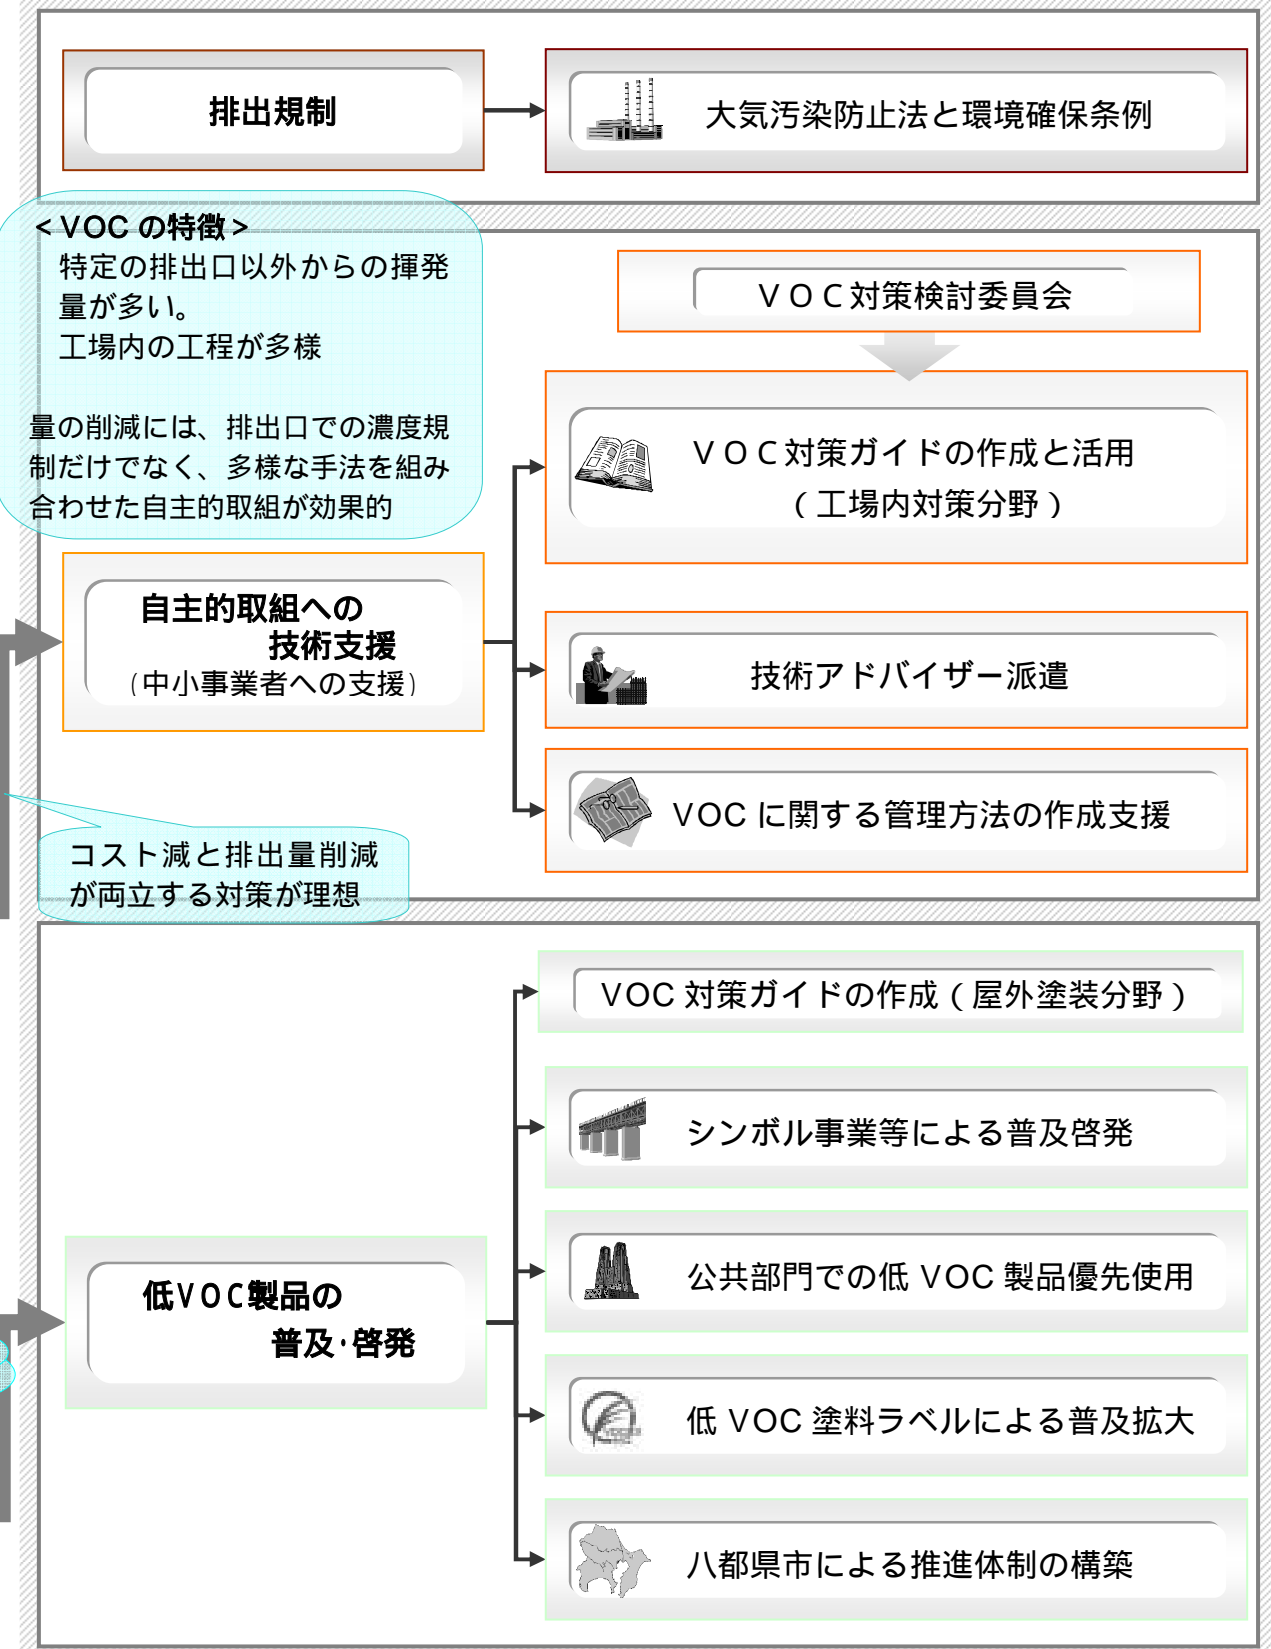 排出規制
大気汚染防止法と環境確保条例
<VOC の特徴>
特定の排出口以外からの揮発
量が多い。
工場内の工程が多様
量の削減には、排出口での濃度規
制だけでなく、多様な手法を組み
合わせた自主的取組が効果的
ＶＯＣ対策検討委員会
ＶＯＣ対策ガイドの作成と活用
（工場内対策分野）
自主的取組への
技術支援
(中小事業者への支援)
技術アドバイザー派遣
VOC に関する管理方法の作成支援
コスト減と排出量削減
が両立する対策が理想
VOC 対策ガイドの作成（屋外塗装分野）
シンボル事業等による普及啓発
低VOC製品の
普及･啓発
公共部門での低 VOC 製品優先使用
低 VOC 塗料ラベルによる普及拡大
八都県市による推進体制の構築